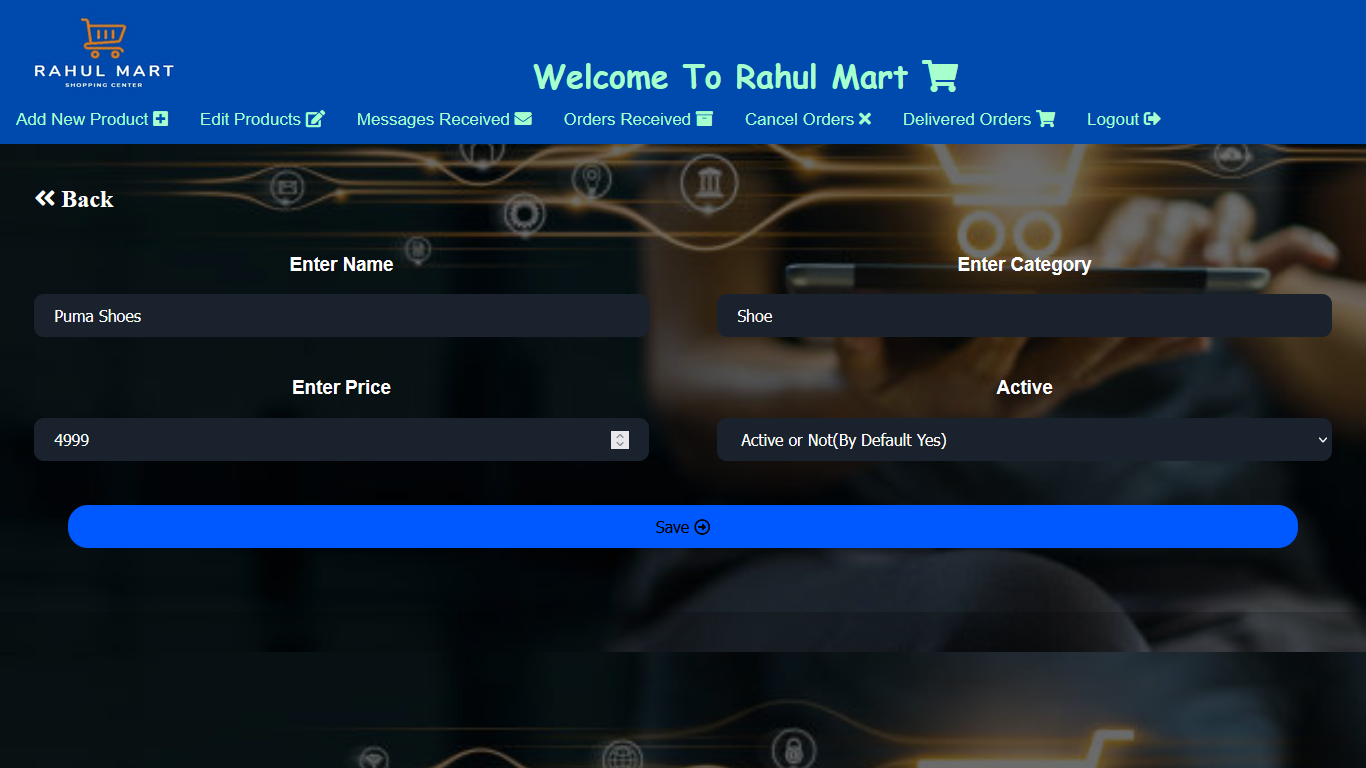 RAHUL MART
SHOPPING CENTER
Welcome To Rahul Mart
Add New Product Edit Products Messages Received Orders Received Cancel Orders Delivered Orders Logout
Back
Enter Name Enter Category
Puma Shoes Shoe
Enter Price Active
4999 Active or Not(By Default Yes)
Save